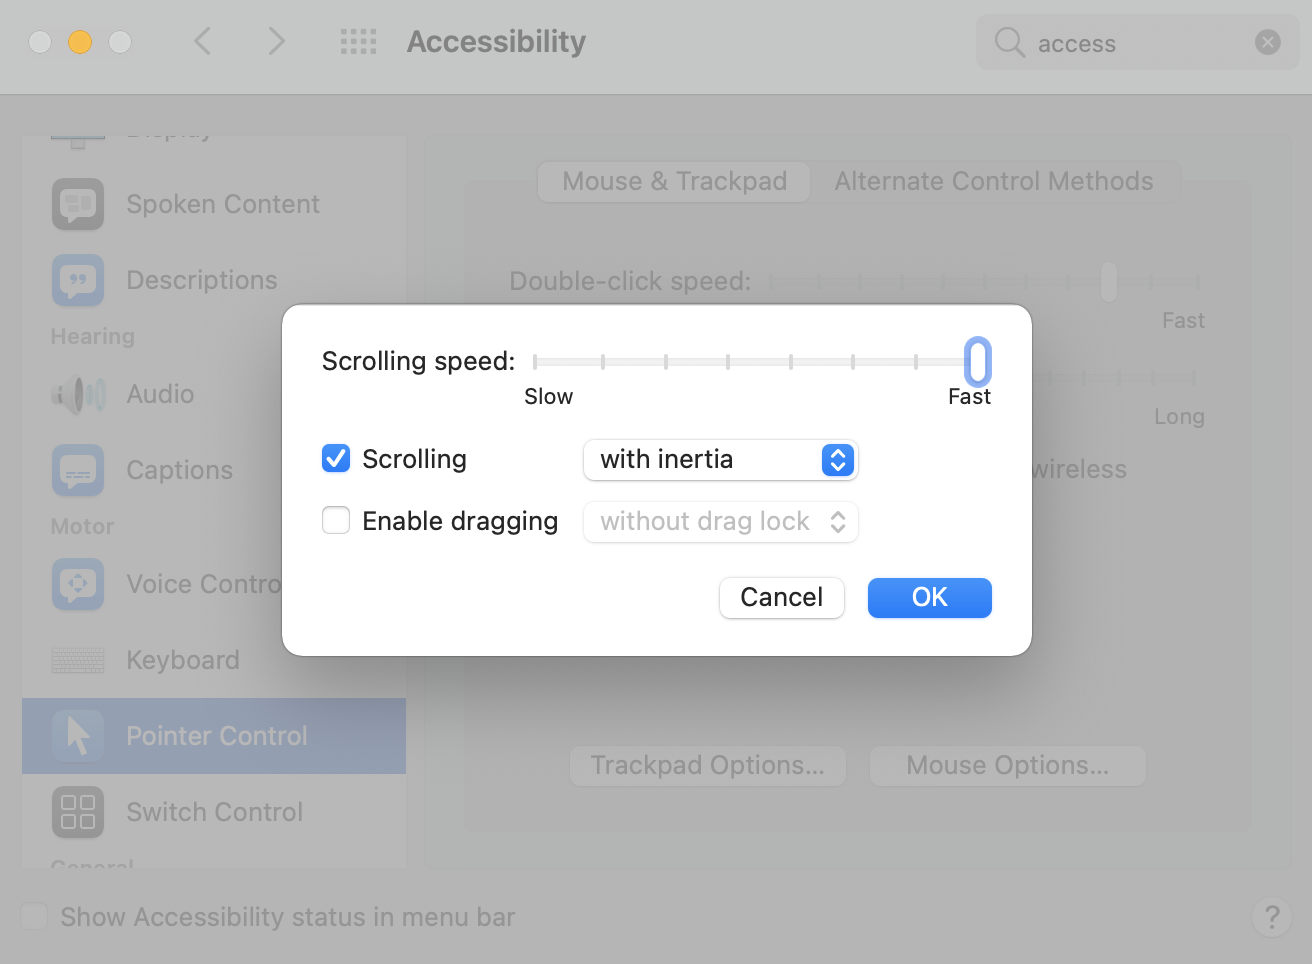 Accessibility
access
Display
Spoken Content
Descriptions
Hearing
Audio
Captions
Motor
Voice Contro
Keyboard
Pointer Control
Switch Control
General
Mouse & Trackpad
Alternate Control Methods
Double-click speed:
Fast
Long
wireless
Scrolling speed:
Slow
Fast
Scrolling
with inertia
Enable dragging
without drag lock
Cancel
OK
Trackpad Options...
Mouse Options...
Show Accessibility status in menu bar
?